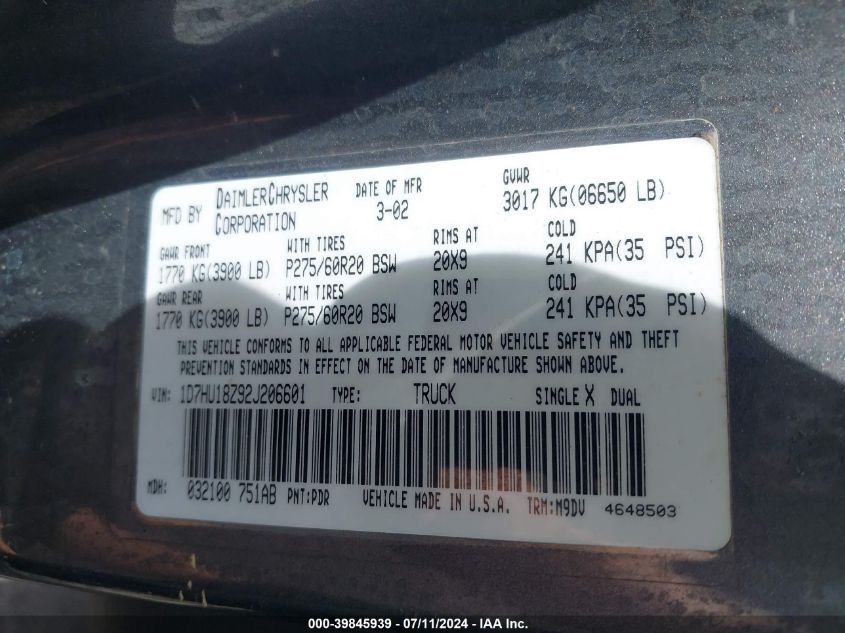 MFD BY DAIMLERCHRYSLER CORPORATION DATE OF MFR 3-02 GVWR 3017 KG(06650 LB)
GAWR FRONT WITH TIRES RIMS AT COLD
1770 KG(3900 LB) P275/60R20 BSW 20X9 241 KPA(35 PSI)
GAWR REAR WITH TIRES RIMS AT COLD
1770 KG(3900 LB) P275/60R20 BSW 20X9 241 KPA(35 PSI)
THIS VEHICLE CONFORMS TO ALL APPLICABLE FEDERAL MOTOR VEHICLE SAFETY AND THEFT
PREVENTION STANDARDS IN EFFECT ON THE DATE OF MANUFACTURE SHOWN ABOVE.
VIN: 1D7HU18Z92J206601 TYPE: TRUCK SINGLE X DUAL
MDH: 032100 751AB PNT:PDR VEHICLE MADE IN U.S.A. TRM:M9DV 4648503
000-39845939 - 07/11/2024 - IAA Inc.